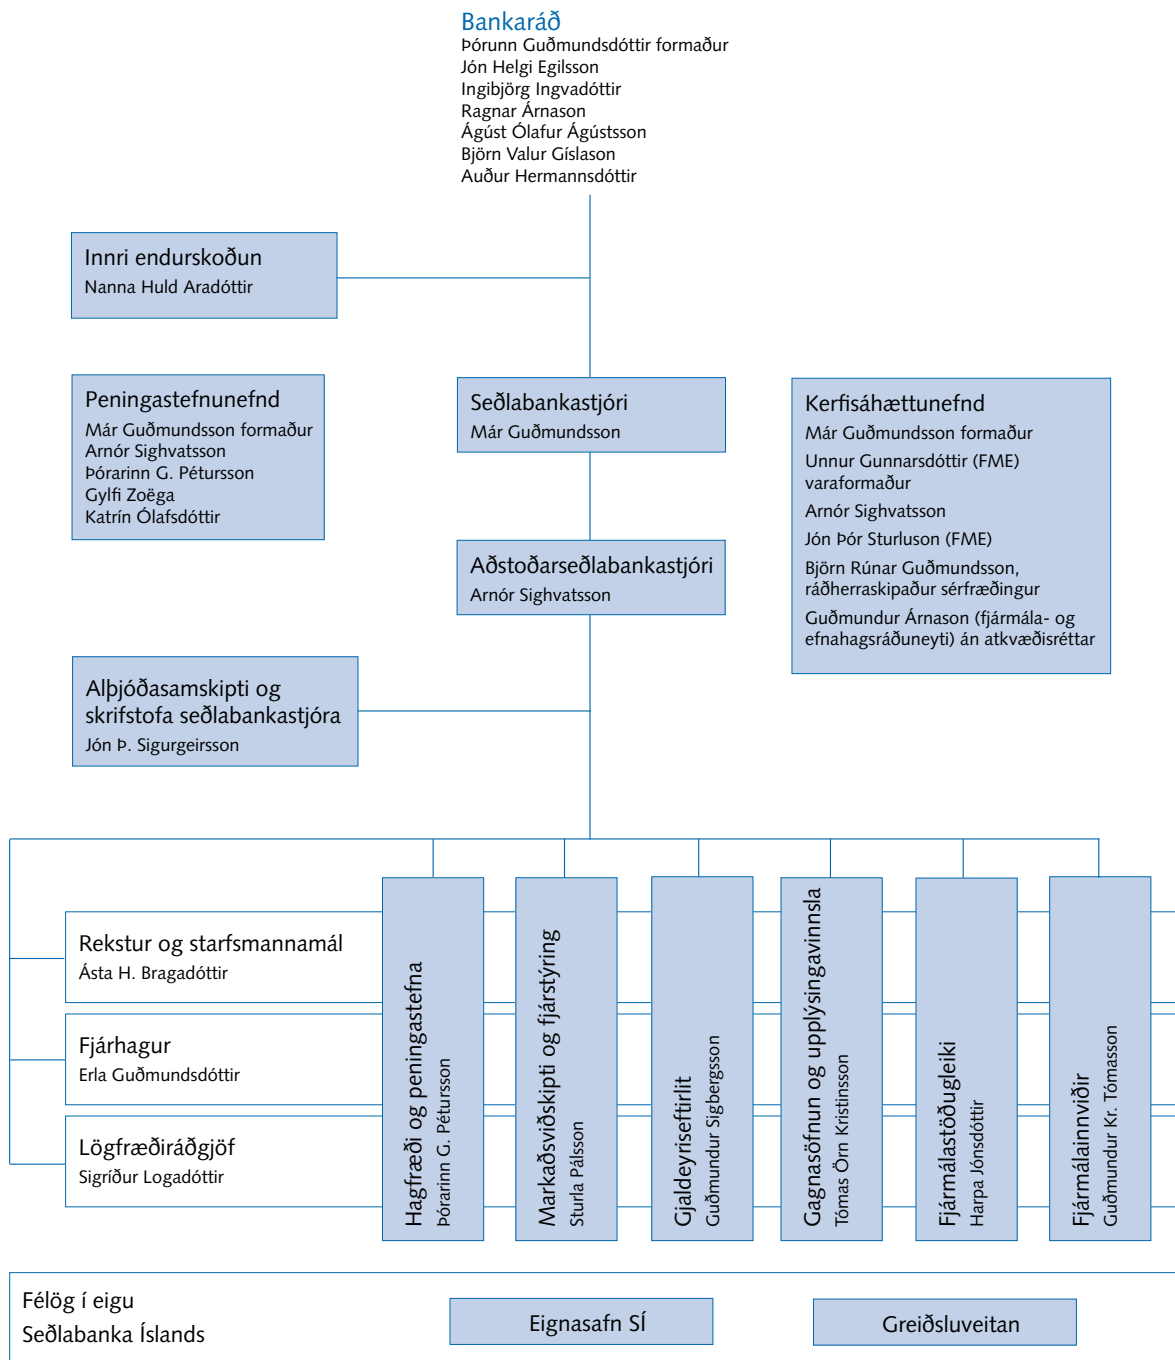 Bankaráð
Þórunn Guðmundsdóttir formaður
Jón Helgi Egilsson
Ingibjörg Ingvadóttir
Ragnar Árnason
Ágúst Ólafur Ágústsson
Björn Valur Gíslason
Auður Hermannsdóttir
Innri endurskoðun
Nanna Huld Aradóttir
Peningastefnunefnd
Már Guðmundsson formaður
Arnór Sighvatsson
Þórarinn G. Pétursson
Gylfi Zoëga
Katrín Ólafsdóttir
Seðlabankastjóri
Már Guðmundsson
Kerfisáhættunefnd
Már Guðmundsson formaður
Unnur Gunnarsdóttir (FME)
varaformaður
Arnór Sighvatsson
Jón Þór Sturluson (FME)
Björn Rúnar Guðmundsson,
ráðherraskipaður sérfræðingur
Guðmundur Árnason (fjármála- og
efnahagsráðuneyti) án atkvæðisréttar
Aðstoðarseðlabankastjóri
Arnór Sighvatsson
Alþjóðasamskipti og
skrifstofa seðlabankastjóra
Jón Þ. Sigurgeirsson
Rekstur og starfsmannamál
Ásta H. Bragadóttir
Fjárhagur
Erla Guðmundsdóttir
Lögfræðiráðgjöf
Sigríður Logadóttir
Hagfræði og peningastefna
Þórarinn G. Pétursson
Markaðsviðskipti og fjárstýring
Sturla Pálsson
Gjaldeyriseftirlit
Guðmundur Sigbergsson
Gagnasöfnun og upplýsingavinnsla
Tómas Örn Kristinsson
Fjármálastöðugleiki
Harpa Jónsdóttir
Fjármálainnviðir
Guðmundur Kr. Tómasson
Félög í eigu
Seðlabanka Íslands
Eignasafn SÍ
Greiðsluveitan